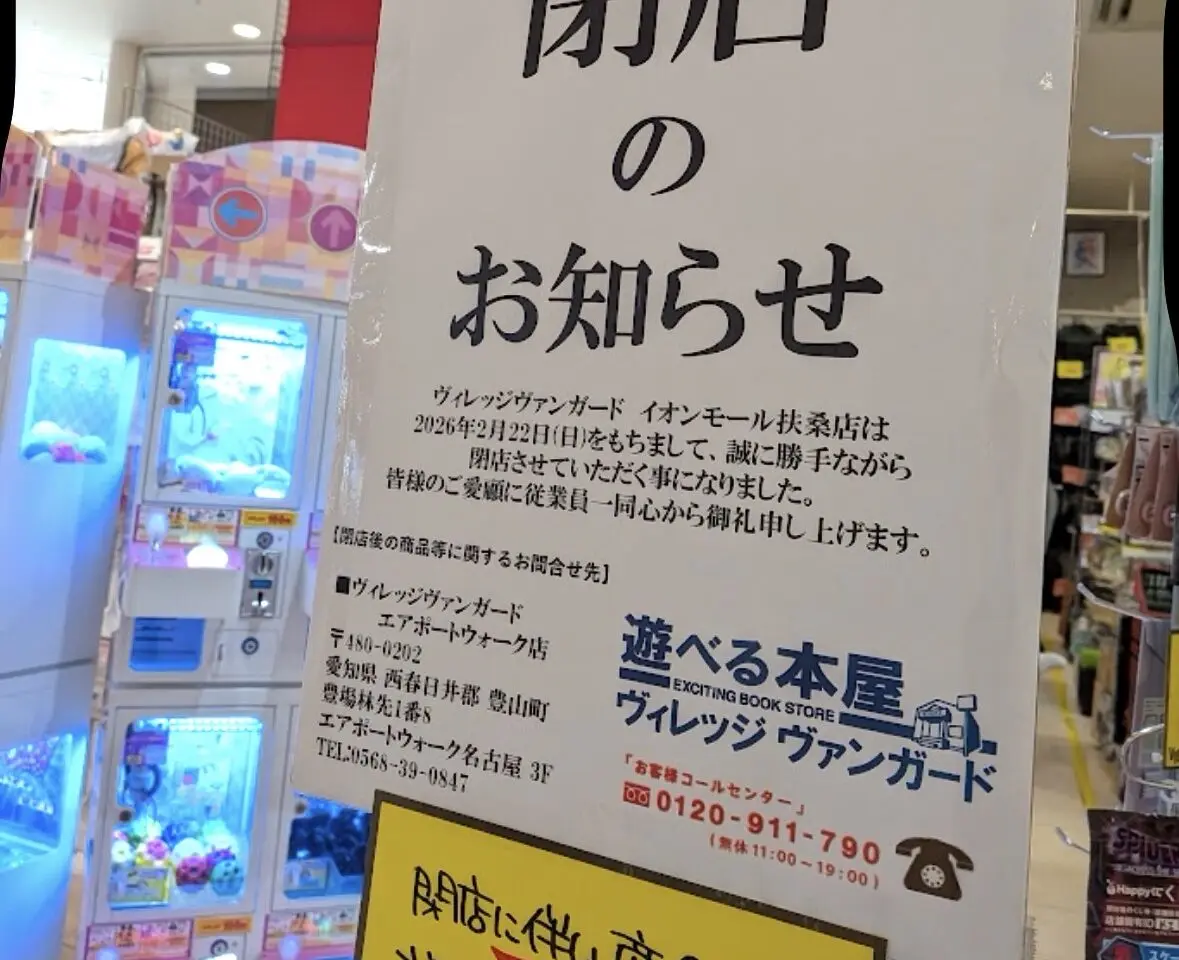 閉店
の
お知らせ
ヴィレッジヴァンガード イオンモール扶桑店は
2026年2月22日(日)をもちまして、誠に勝手ながら
閉店させていただく事になりました。
皆様のご愛顧に従業員一同心から御礼申し上げます。
【閉店後の商品等に関するお問合せ先】
■ヴィレッジヴァンガード
エアポートウォーク店
〒480-0202
愛知県 西春日井郡 豊山町
豊場林先1番8
エアポートウォーク名古屋 3F
TEL:0568-39-0847
遊べる本屋
EXCITING BOOK STORE
ヴィレッジ ヴァンガード
「お客様コールセンター」
0120-911-790
(無休11:00~19:00)
閉店に伴い
Happyくじ